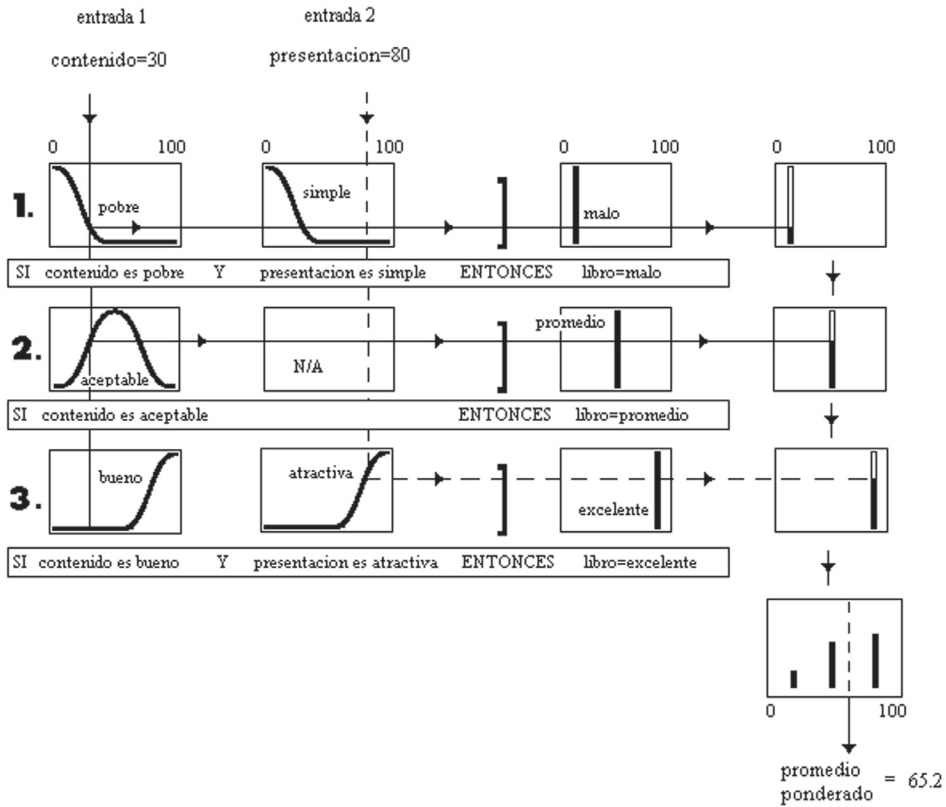 entrada 1 entrada 2
contenido=30 presentacion=80
0 100 0 100 0 100 0 100
1. pobre simple malo
SI contenido es pobre Y presentacion es simple ENTONCES libro=malo
promedio
2. aceptable N/A
SI contenido es aceptable ENTONCES libro=promedio
bueno atractiva
3. excelente
SI contenido es bueno Y presentacion es atractiva ENTONCES libro=excelente
0 100
promedio
ponderado = 65.2